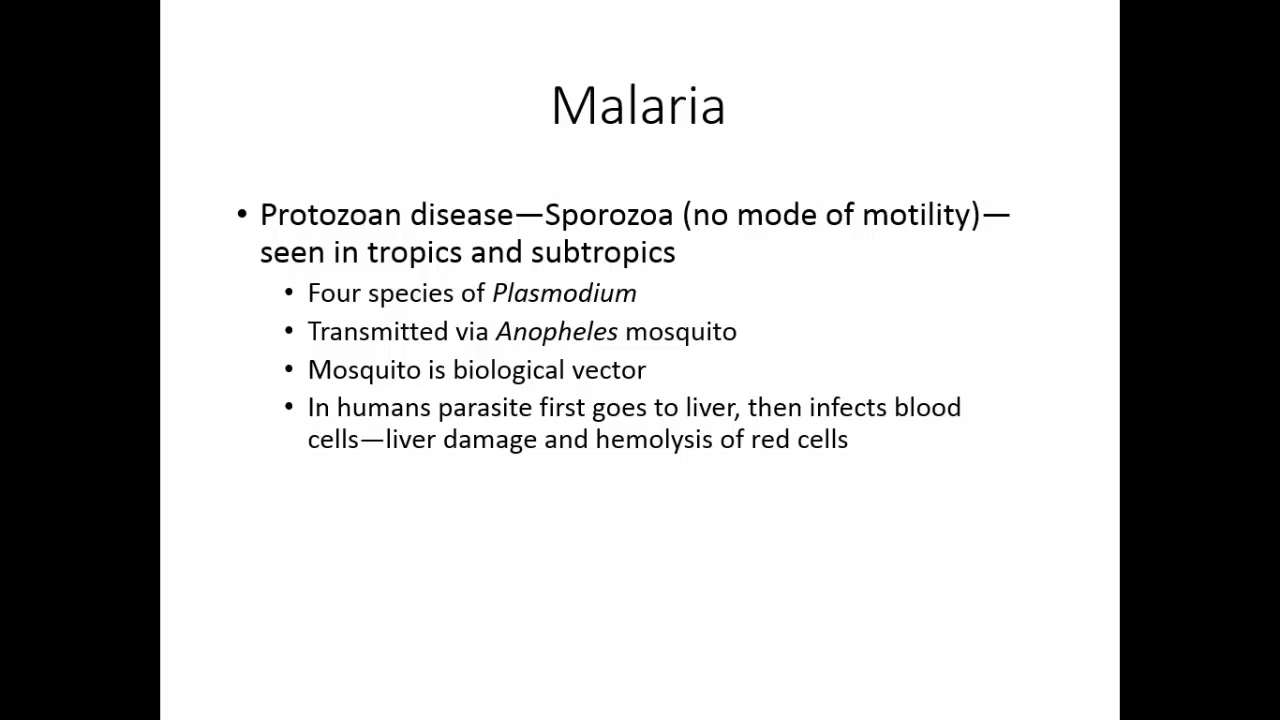 Malaria
• Protozoan disease—Sporozoa (no mode of motility)—
seen in tropics and subtropics
• Four species of Plasmodium
• Transmitted via Anopheles mosquito
• Mosquito is biological vector
• In humans parasite first goes to liver, then infects blood
cells—liver damage and hemolysis of red cells